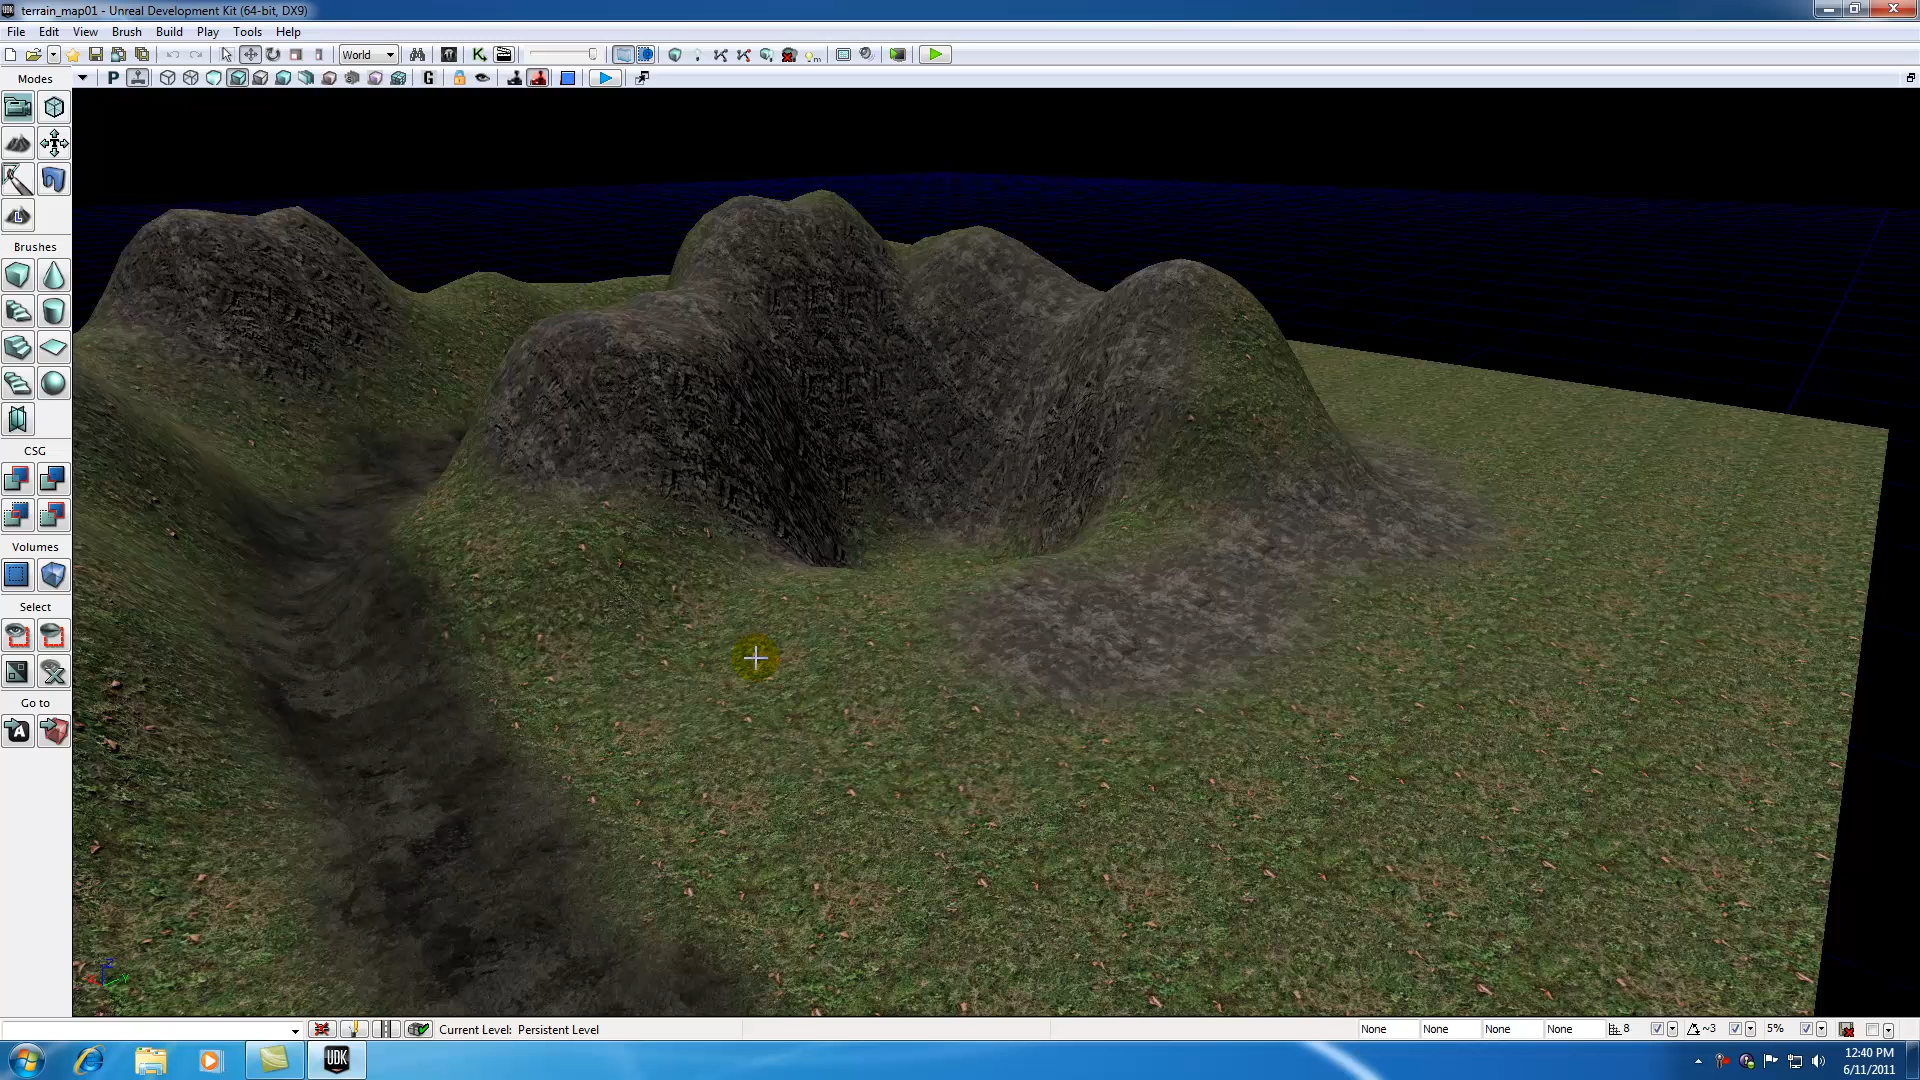 terrain_map01 - Unreal Development Kit (64-bit, DX9)
File Edit View Brush Build Play Tools Help
World
Modes
P
G
L
Brushes
CSG
Volumes
Select
Go to
A
Current Level: Persistent Level
None None None None 8 ~3 5%
UDK
12:40 PM
6/11/2011